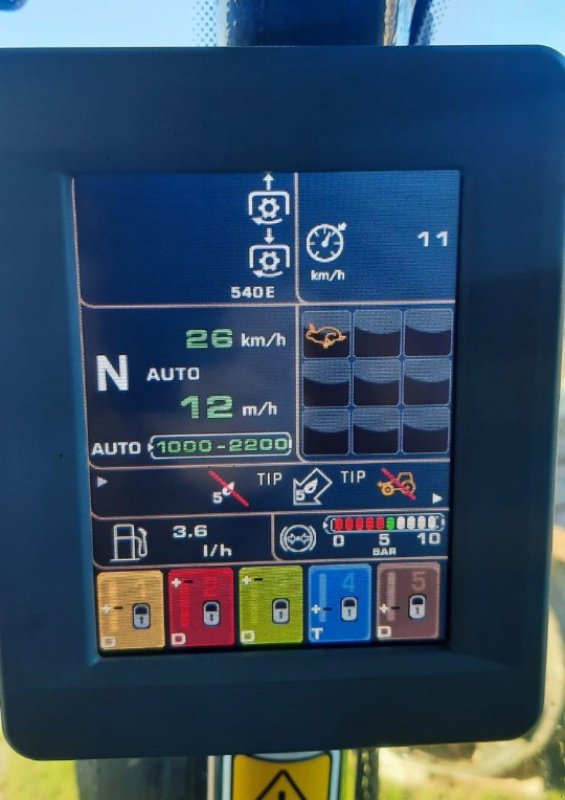 11
km/h
540E
26 km/h
N AUTO
12 m/h
AUTO 1000-2200
5 TIP 5 TIP
3.6
l/h
0 5 10
BAR
4 5
T D